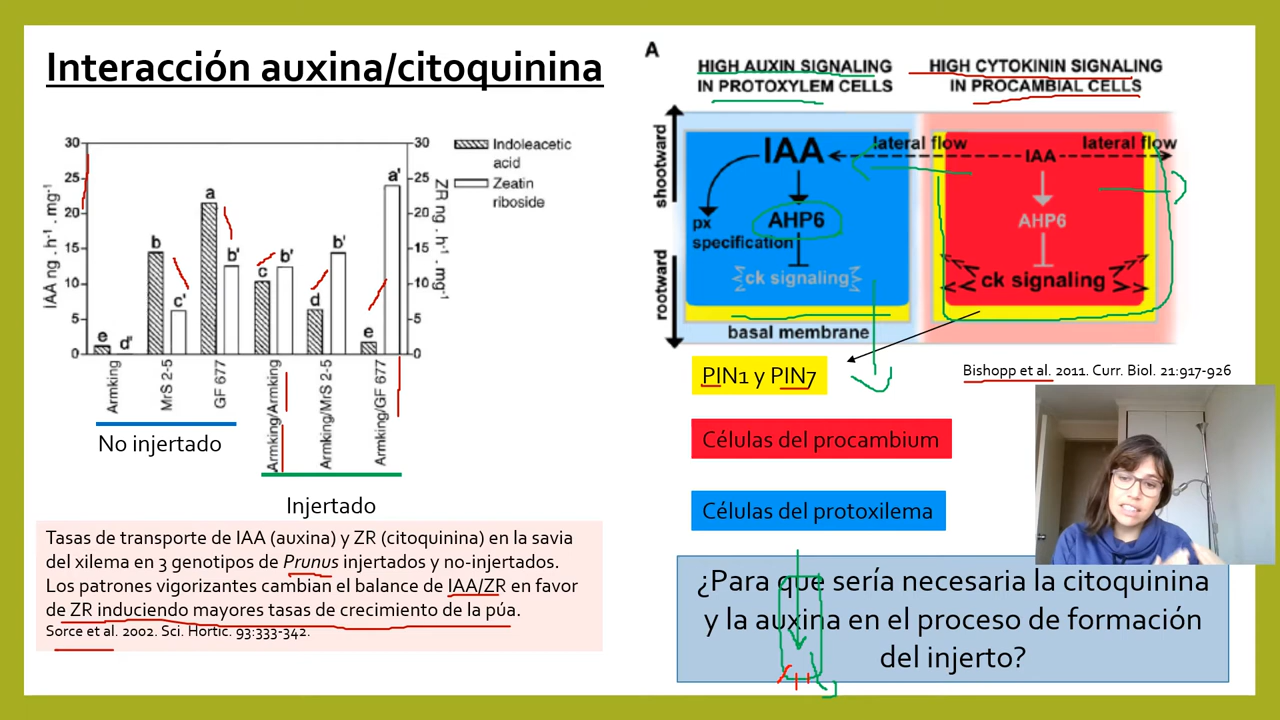 Interacción auxina/citoquinina
30
25
20
15
10
5
0
IAA ng . h⁻¹ . mg⁻¹
e
d'
b
c'
a
b'
c
b'
d
b'
e
a'
30
25
20
15
10
5
0
ZR ng . h⁻¹ . mg⁻¹
Indoleacetic
acid
Zeatin
riboside
Armking
MrS 2-5
GF 677
Armking/Armking
Armking/MrS 2-5
Armking/GF 677
No injertado
Injertado
Tasas de transporte de IAA (auxina) y ZR (citoquinina) en la savia
del xilema en 3 genotipos de Prunus injertados y no-injertados.
Los patrones vigorizantes cambian el balance de IAA/ZR en favor
de ZR induciendo mayores tasas de crecimiento de la púa.
Sorce et al. 2002. Sci. Hortic. 93:333-342.
A
HIGH AUXIN SIGNALING
IN PROTOXYLEM CELLS
HIGH CYTOKININ SIGNALING
IN PROCAMBIAL CELLS
shootward
rootward
IAA
lateral flow
IAA
lateral flow
px
specification
AHP6
AHP6
ck signaling
ck signaling
basal membrane
PIN1 y PIN7
Bishopp et al. 2011. Curr. Biol. 21:917-926
Células del procambium
Células del protoxilema
¿Para que sería necesaria la citoquinina
y la auxina en el proceso de formación
del injerto?